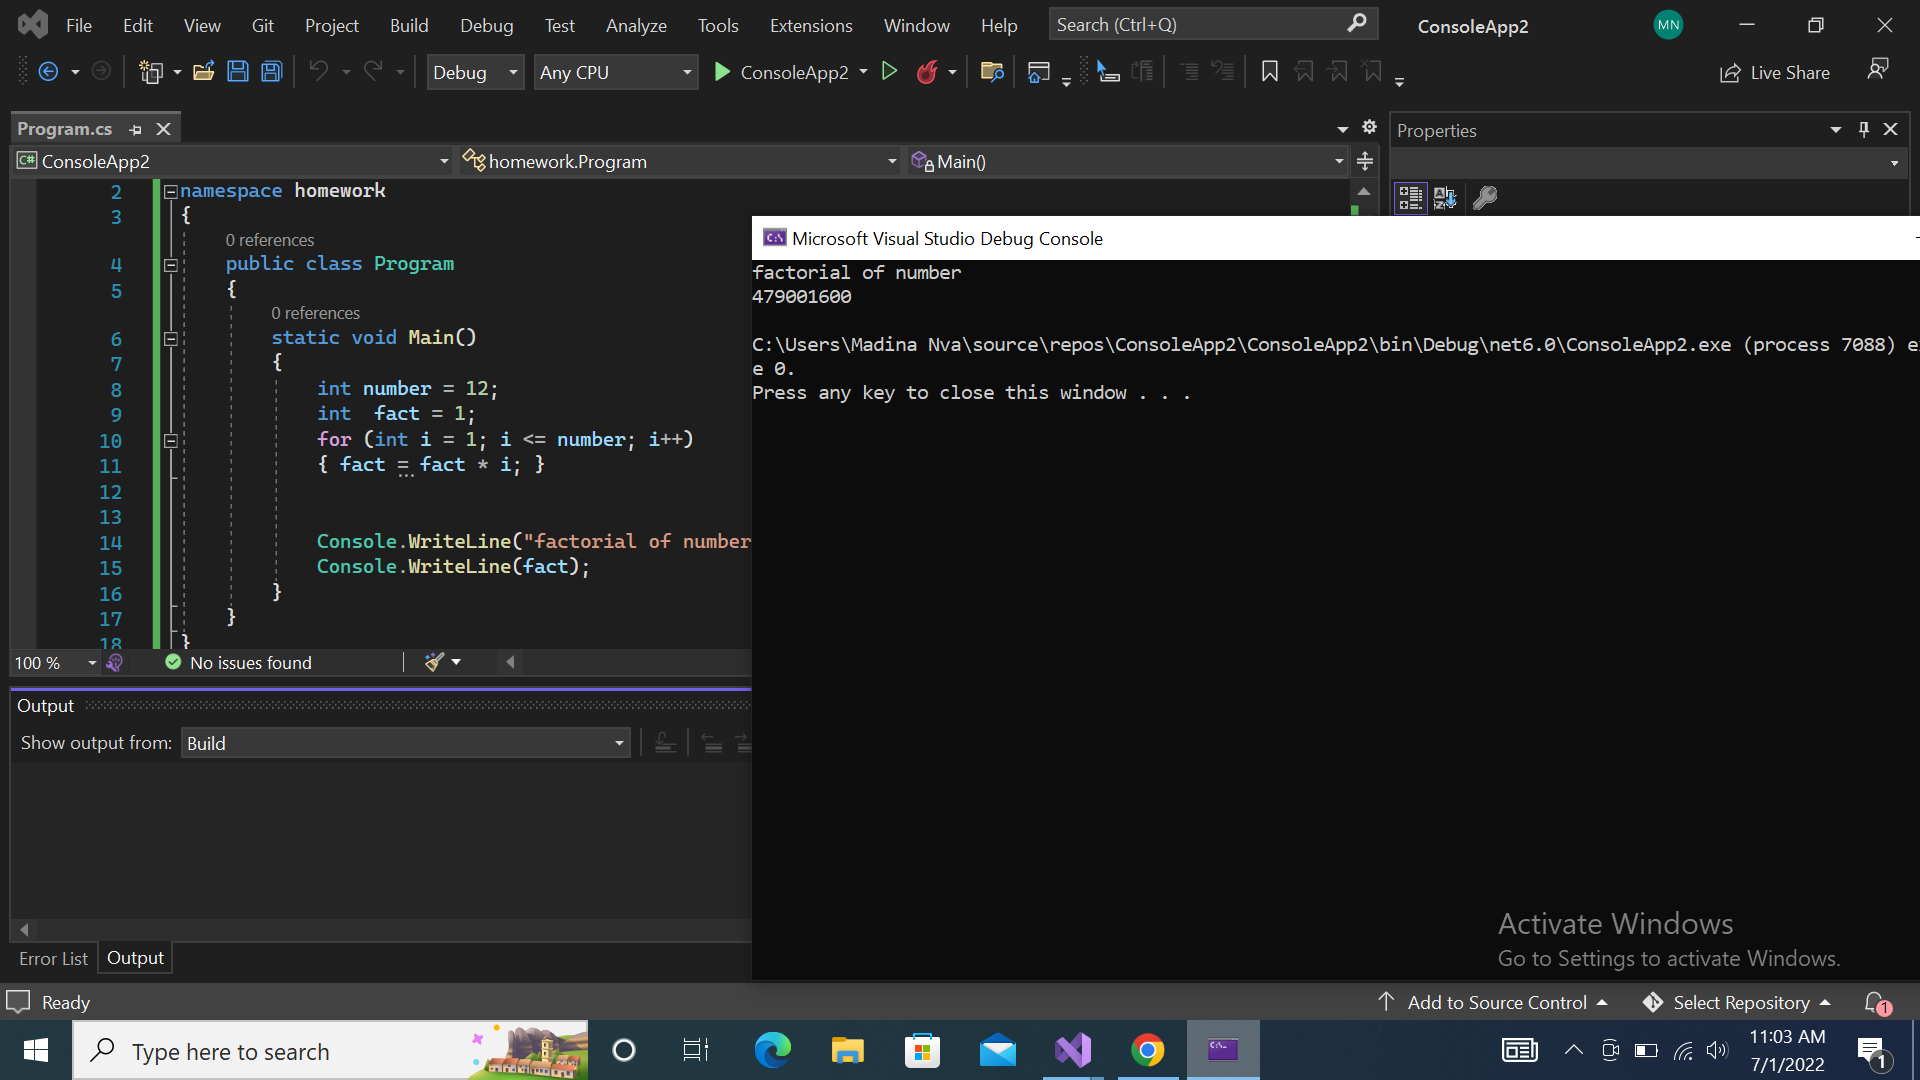 File Edit View Git Project Build Debug Test Analyze Tools Extensions Window Help Search (Ctrl+Q) ConsoleApp2 MN
Debug Any CPU ConsoleApp2 Live Share
Program.cs
Properties
C# ConsoleApp2 homework.Program Main()
2 namespace homework
3 {
0 references
4 public class Program
5 {
0 references
6 static void Main()
7 {
8 int number = 12;
9 int  fact = 1;
10 for (int i = 1; i <= number; i++)
11 { fact = fact * i; }
12
13
14 Console.WriteLine("factorial of number
15 Console.WriteLine(fact);
16 }
17 }
18 }
100 % No issues found
Output
Show output from: Build
Error List Output
Microsoft Visual Studio Debug Console
factorial of number
479001600
C:\Users\Madina Nva\source\repos\ConsoleApp2\ConsoleApp2\bin\Debug\net6.0\ConsoleApp2.exe (process 7088) e
e 0.
Press any key to close this window . . .
Activate Windows
Go to Settings to activate Windows.
Ready Add to Source Control Select Repository 1
Type here to search
11:03 AM
7/1/2022
1